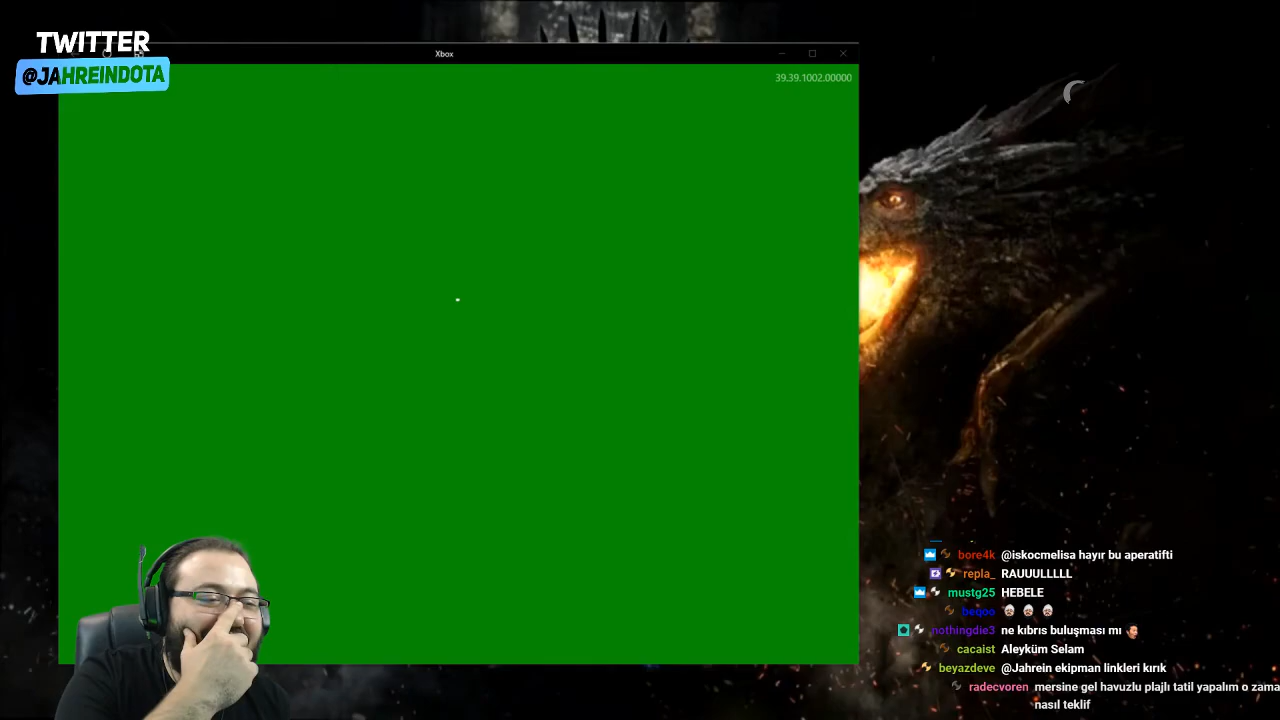 TWITTER
@JAHREINDOTA
Xbox
39.39.1002.00000
bore4k @iskocmelisa hayır bu aperatifti
repla_ RAUUULLLLL
mustg25 HEBELE
beqoo
nothingdie3 ne kıbrıs buluşması mı
cacaist Aleyküm Selam
beyazdeve @Jahrein ekipman linkleri kırık
radecvoren mersine gel havuzlu plajlı tatil yapalım o zama
nasıl teklif